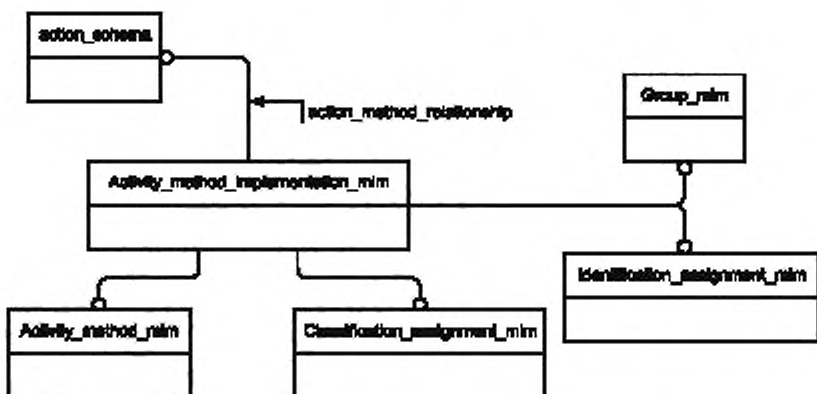 action_schema
Group_mim
action_method_relationship
Activity_method_implementation_mim
Identification_assignment_mim
Activity_method_mim
Classification_assignment_mim